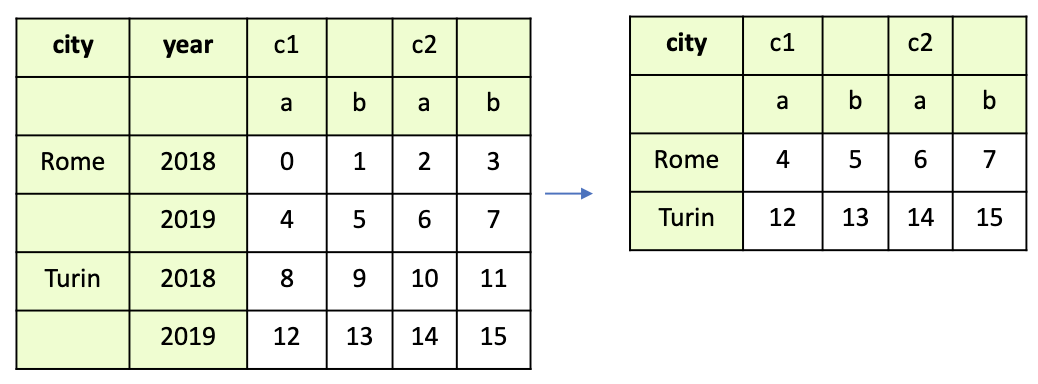 city year c1 c2
a b a b
Rome 2018 0 1 2 3
2019 4 5 6 7
Turin 2018 8 9 10 11
2019 12 13 14 15
city c1 c2
a b a b
Rome 4 5 6 7
Turin 12 13 14 15